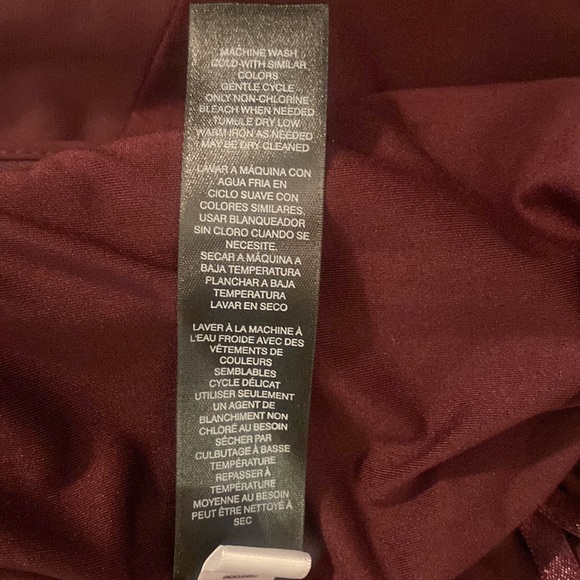 MACHINE WASH
COLD WITH SIMILAR
COLORS
GENTLE CYCLE
ONLY NON-CHLORINE
BLEACH WHEN NEEDED
TUMBLE DRY LOW
WARM IRON AS NEEDED
MAY BE DRY CLEANED
LAVAR A MÁQUINA CON
AGUA FRIA EN
CICLO SUAVE CON
COLORES SIMILARES,
USAR BLANQUEADOR
SIN CLORO CUANDO SE
NECESITE,
SECAR A MÁQUINA A
BAJA TEMPERATURA
PLANCHAR A BAJA
TEMPERATURA
LAVAR EN SECO
LAVER À LA MACHINE À
L'EAU FROIDE AVEC DES
VÊTEMENTS DE
COULEURS
SEMBLABLES
CYCLE DÉLICAT
UTILISER SEULEMENT
UN AGENT DE
BLANCHIMENT NON
CHLORÉ AU BESOIN
SÉCHER PAR
CULBUTAGE À BASSE
TEMPÉRATURE
REPASSER À
TEMPÉRATURE
MOYENNE AU BESOIN
PEUT ÊTRE NETTOYÉ À
SEC